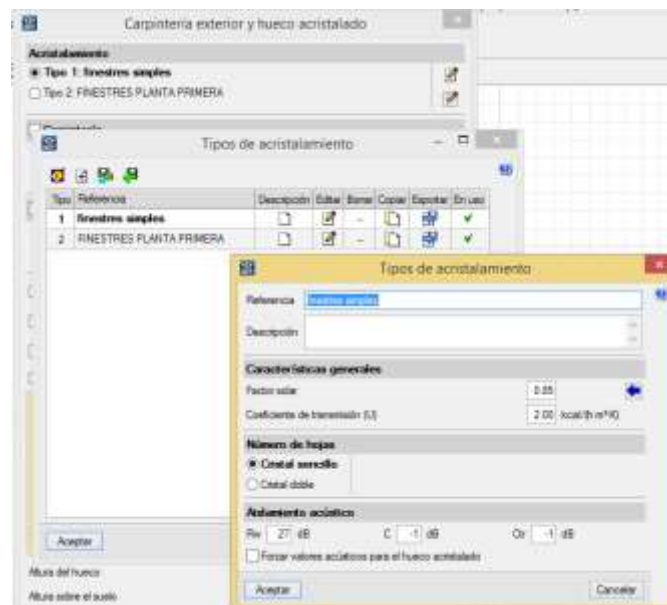 Carpintería exterior y hueco acristalado
Acristalamiento
Tipo 1: finestres simples
Tipo 2: FINESTRES PLANTA PRIMERA
Tipos de acristalamiento
Tipo Referencia Descripción Editar Borrar Copiar Exportar En uso
1 finestres simples
2 FINESTRES PLANTA PRIMERA
Tipos de acristalamiento
Referencia finestres simples
Descripción
Características generales
Factor solar 0.85
Coeficiente de transmisión (U) 2.00 kcal/(h m²K)
Número de hojas
Cristal sencillo
Cristal doble
Aislamiento acústico
Rw 27 dB C -1 dB Ctr -1 dB
Forzar valores acústicos para el hueco acristalado
Aceptar
Aceptar Cancelar
Altura del hueco
Altura sobre el suelo